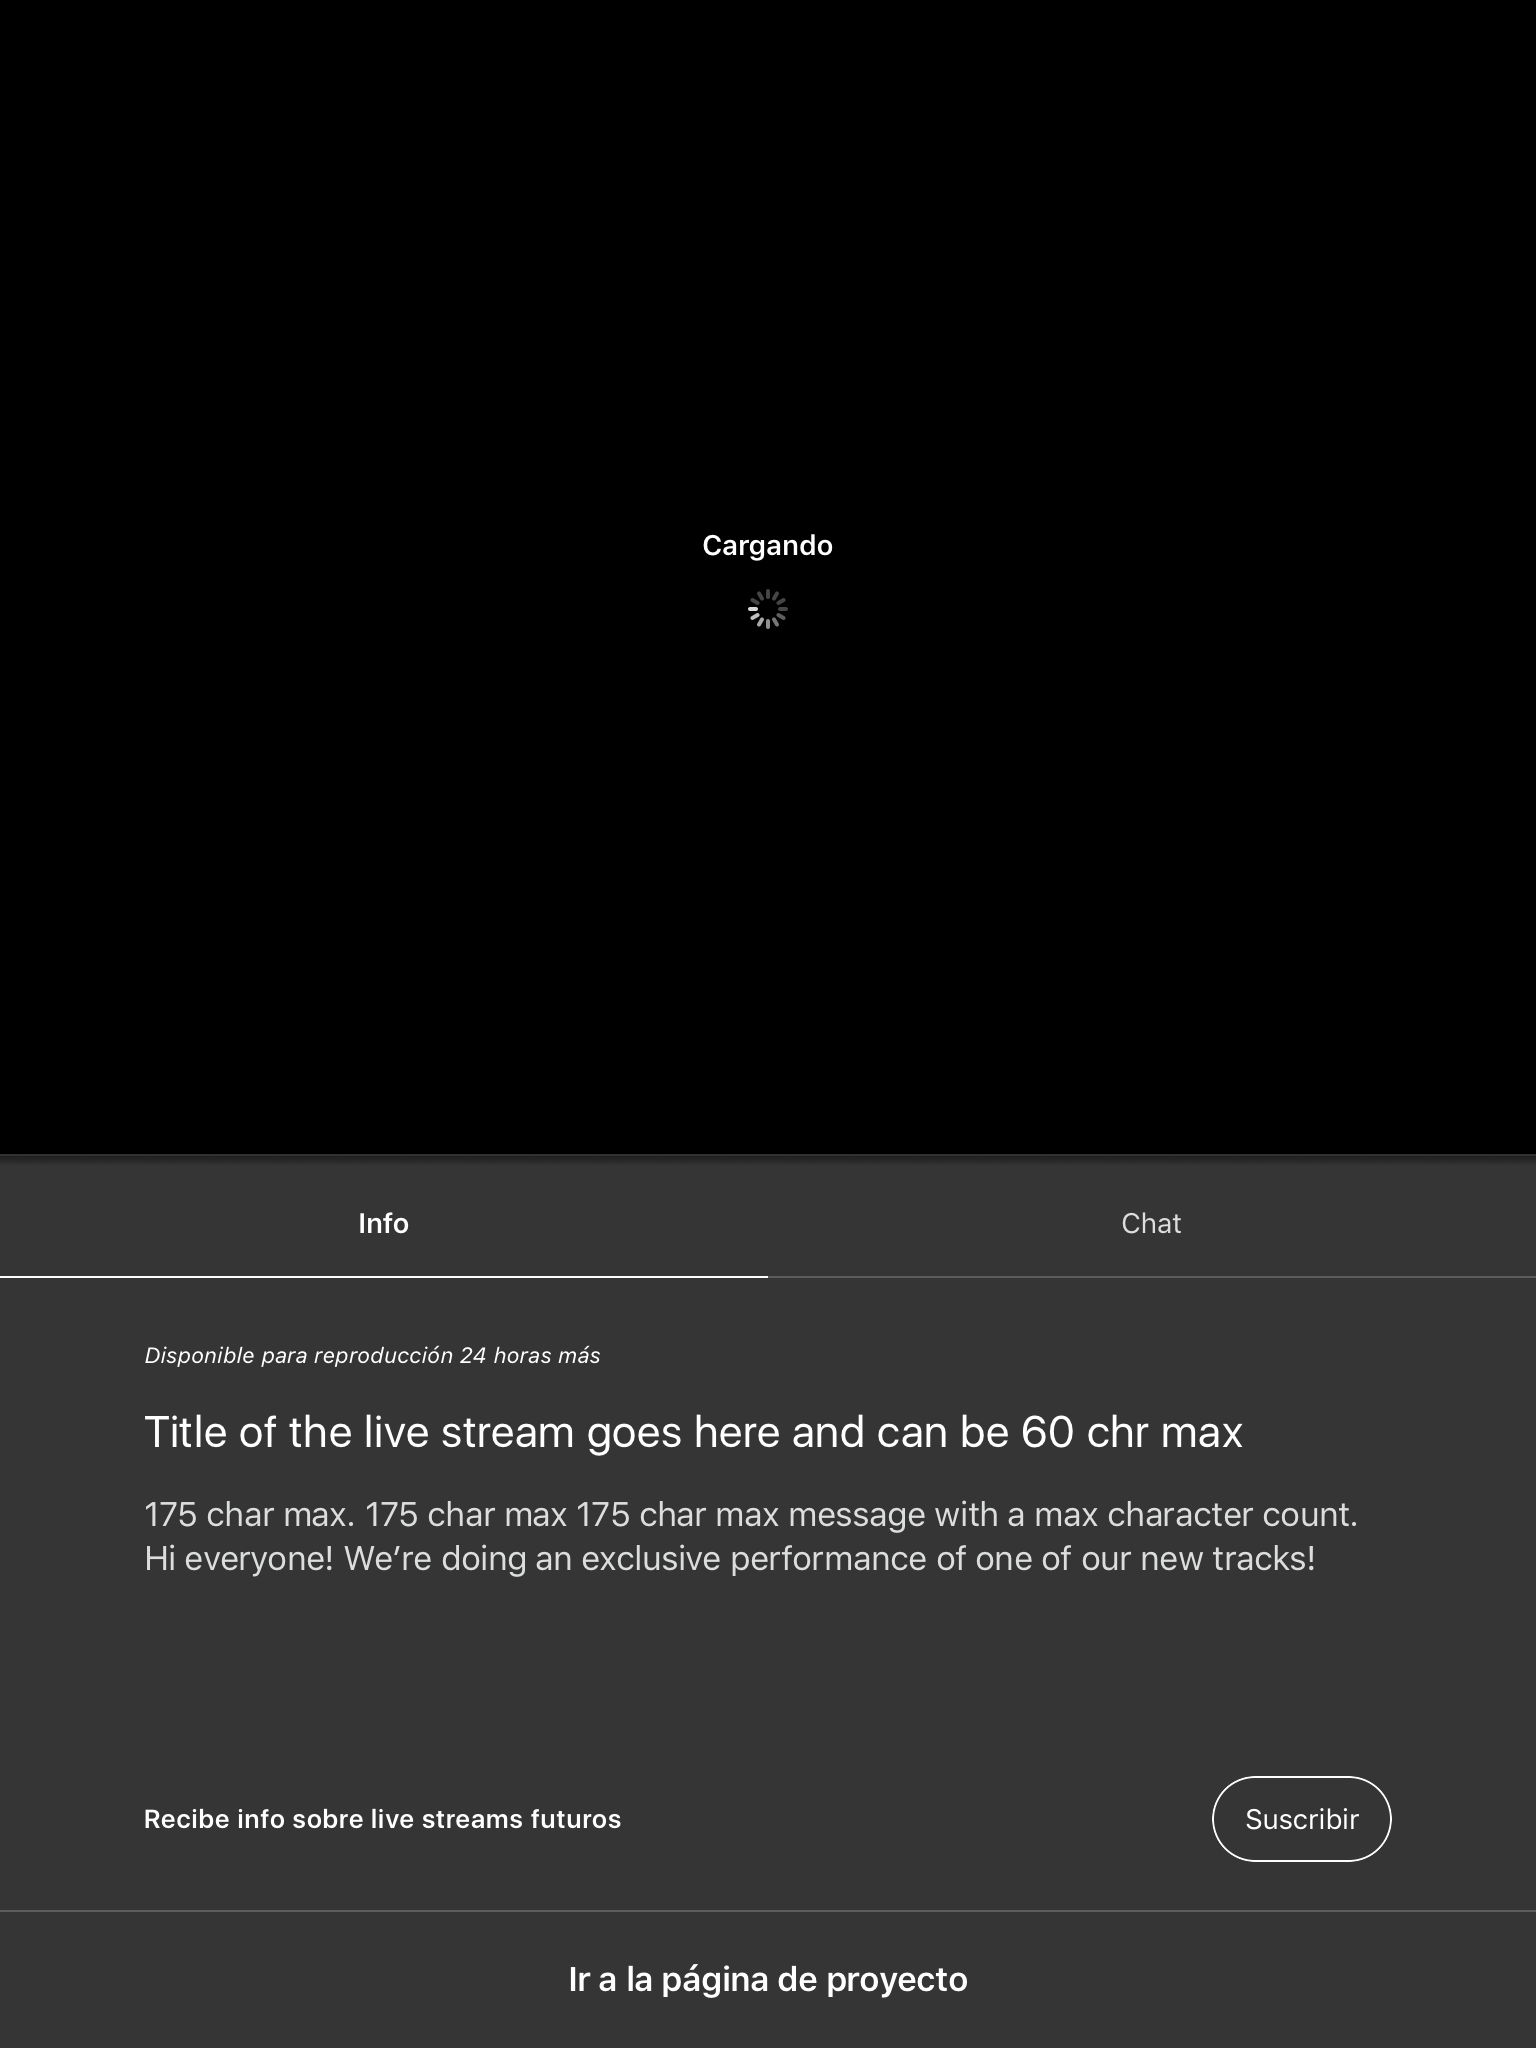 Cargando
Info
Chat
Disponible para reproducción 24 horas más
Title of the live stream goes here and can be 60 chr max
175 char max. 175 char max 175 char max message with a max character count.
Hi everyone! We’re doing an exclusive performance of one of our new tracks!
Recibe info sobre live streams futuros
Suscribir
Ir a la página de proyecto